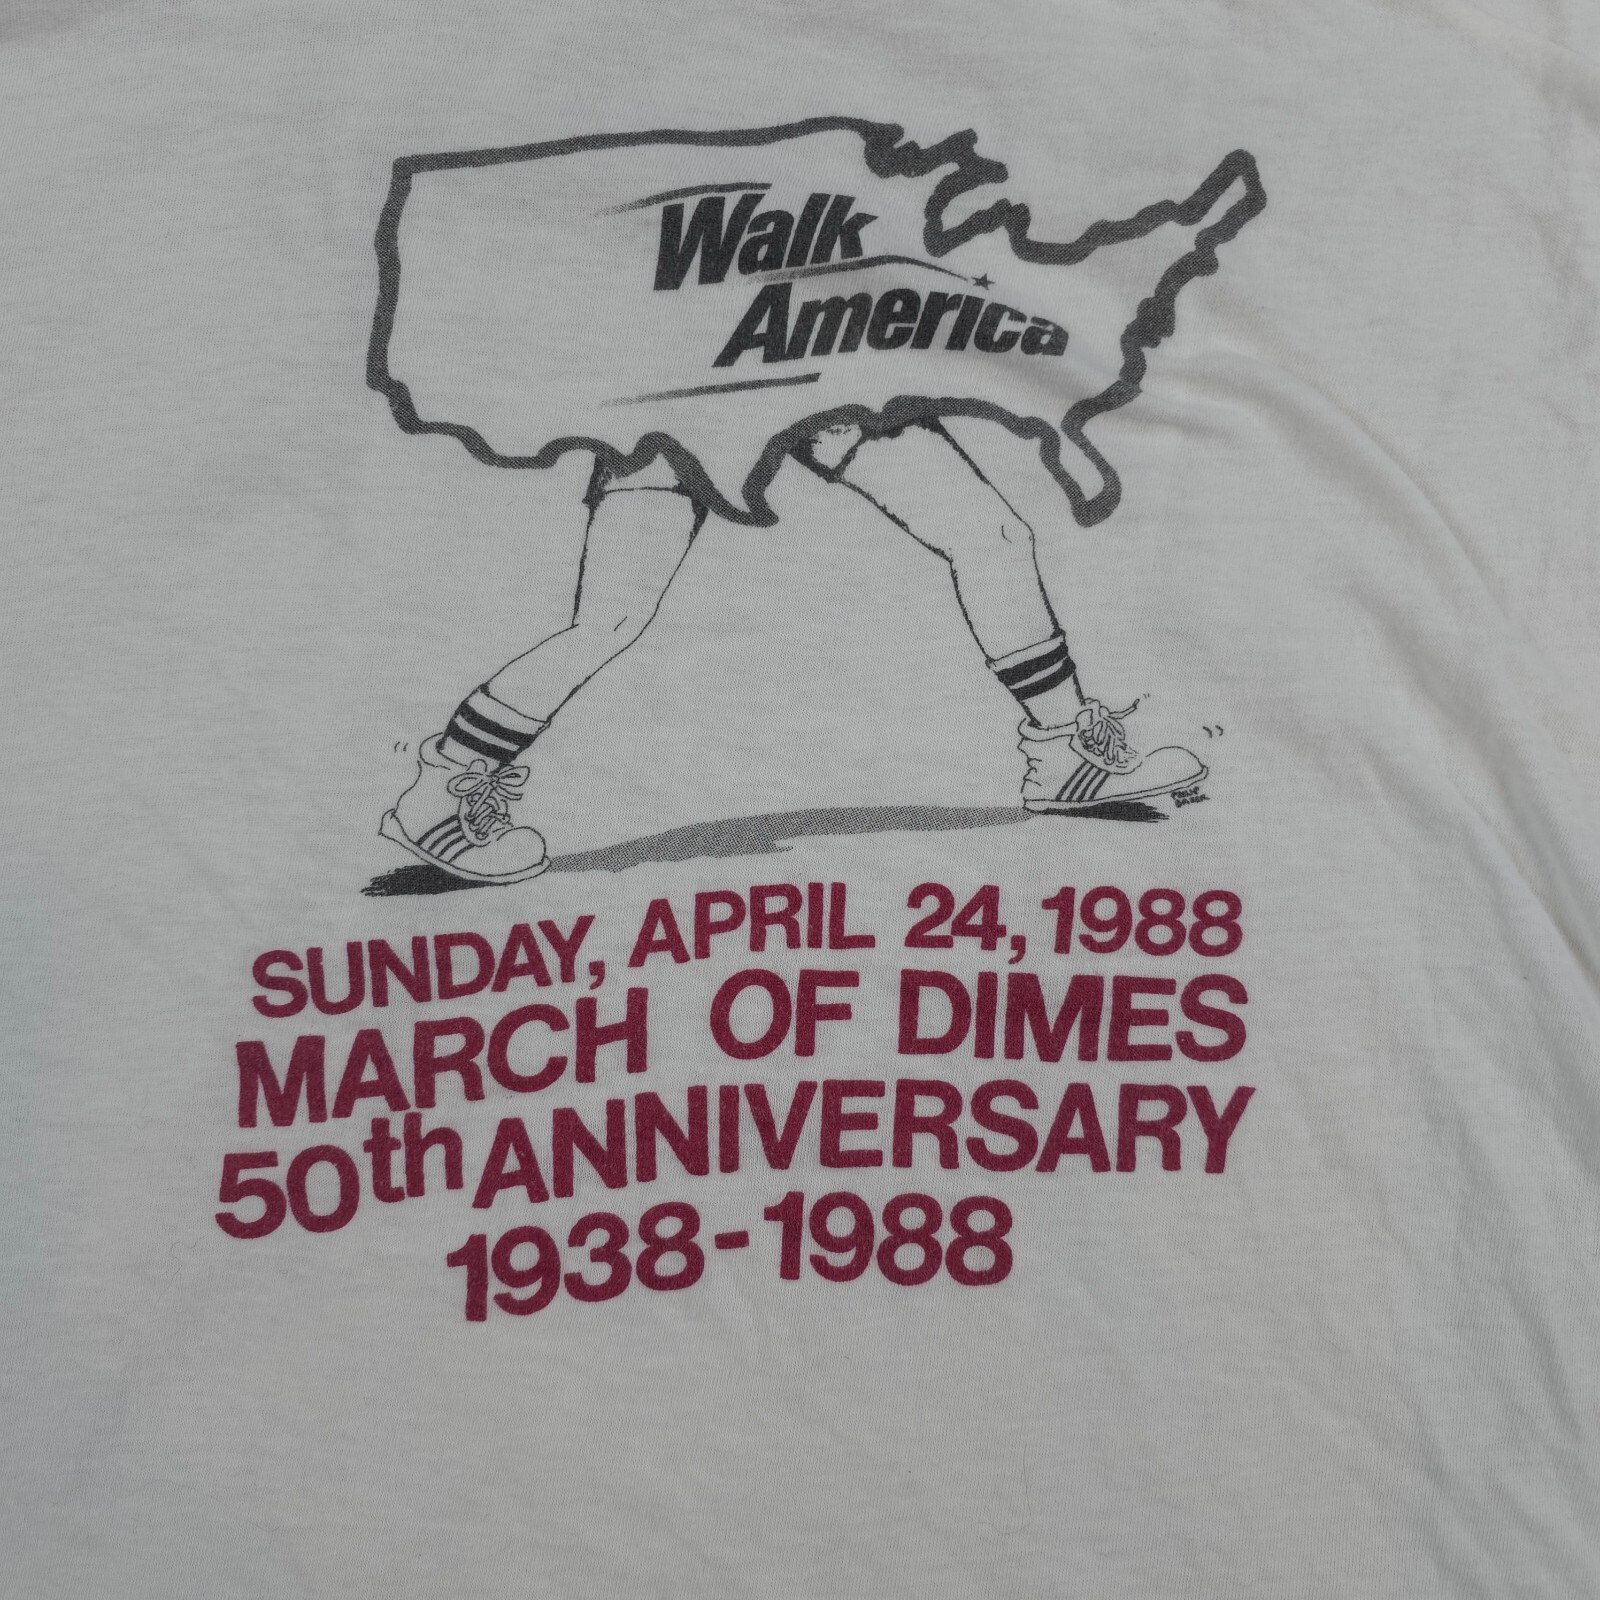 Walk
America
SUNDAY, APRIL 24, 1988
MARCH OF DIMES
50th ANNIVERSARY
1938-1988